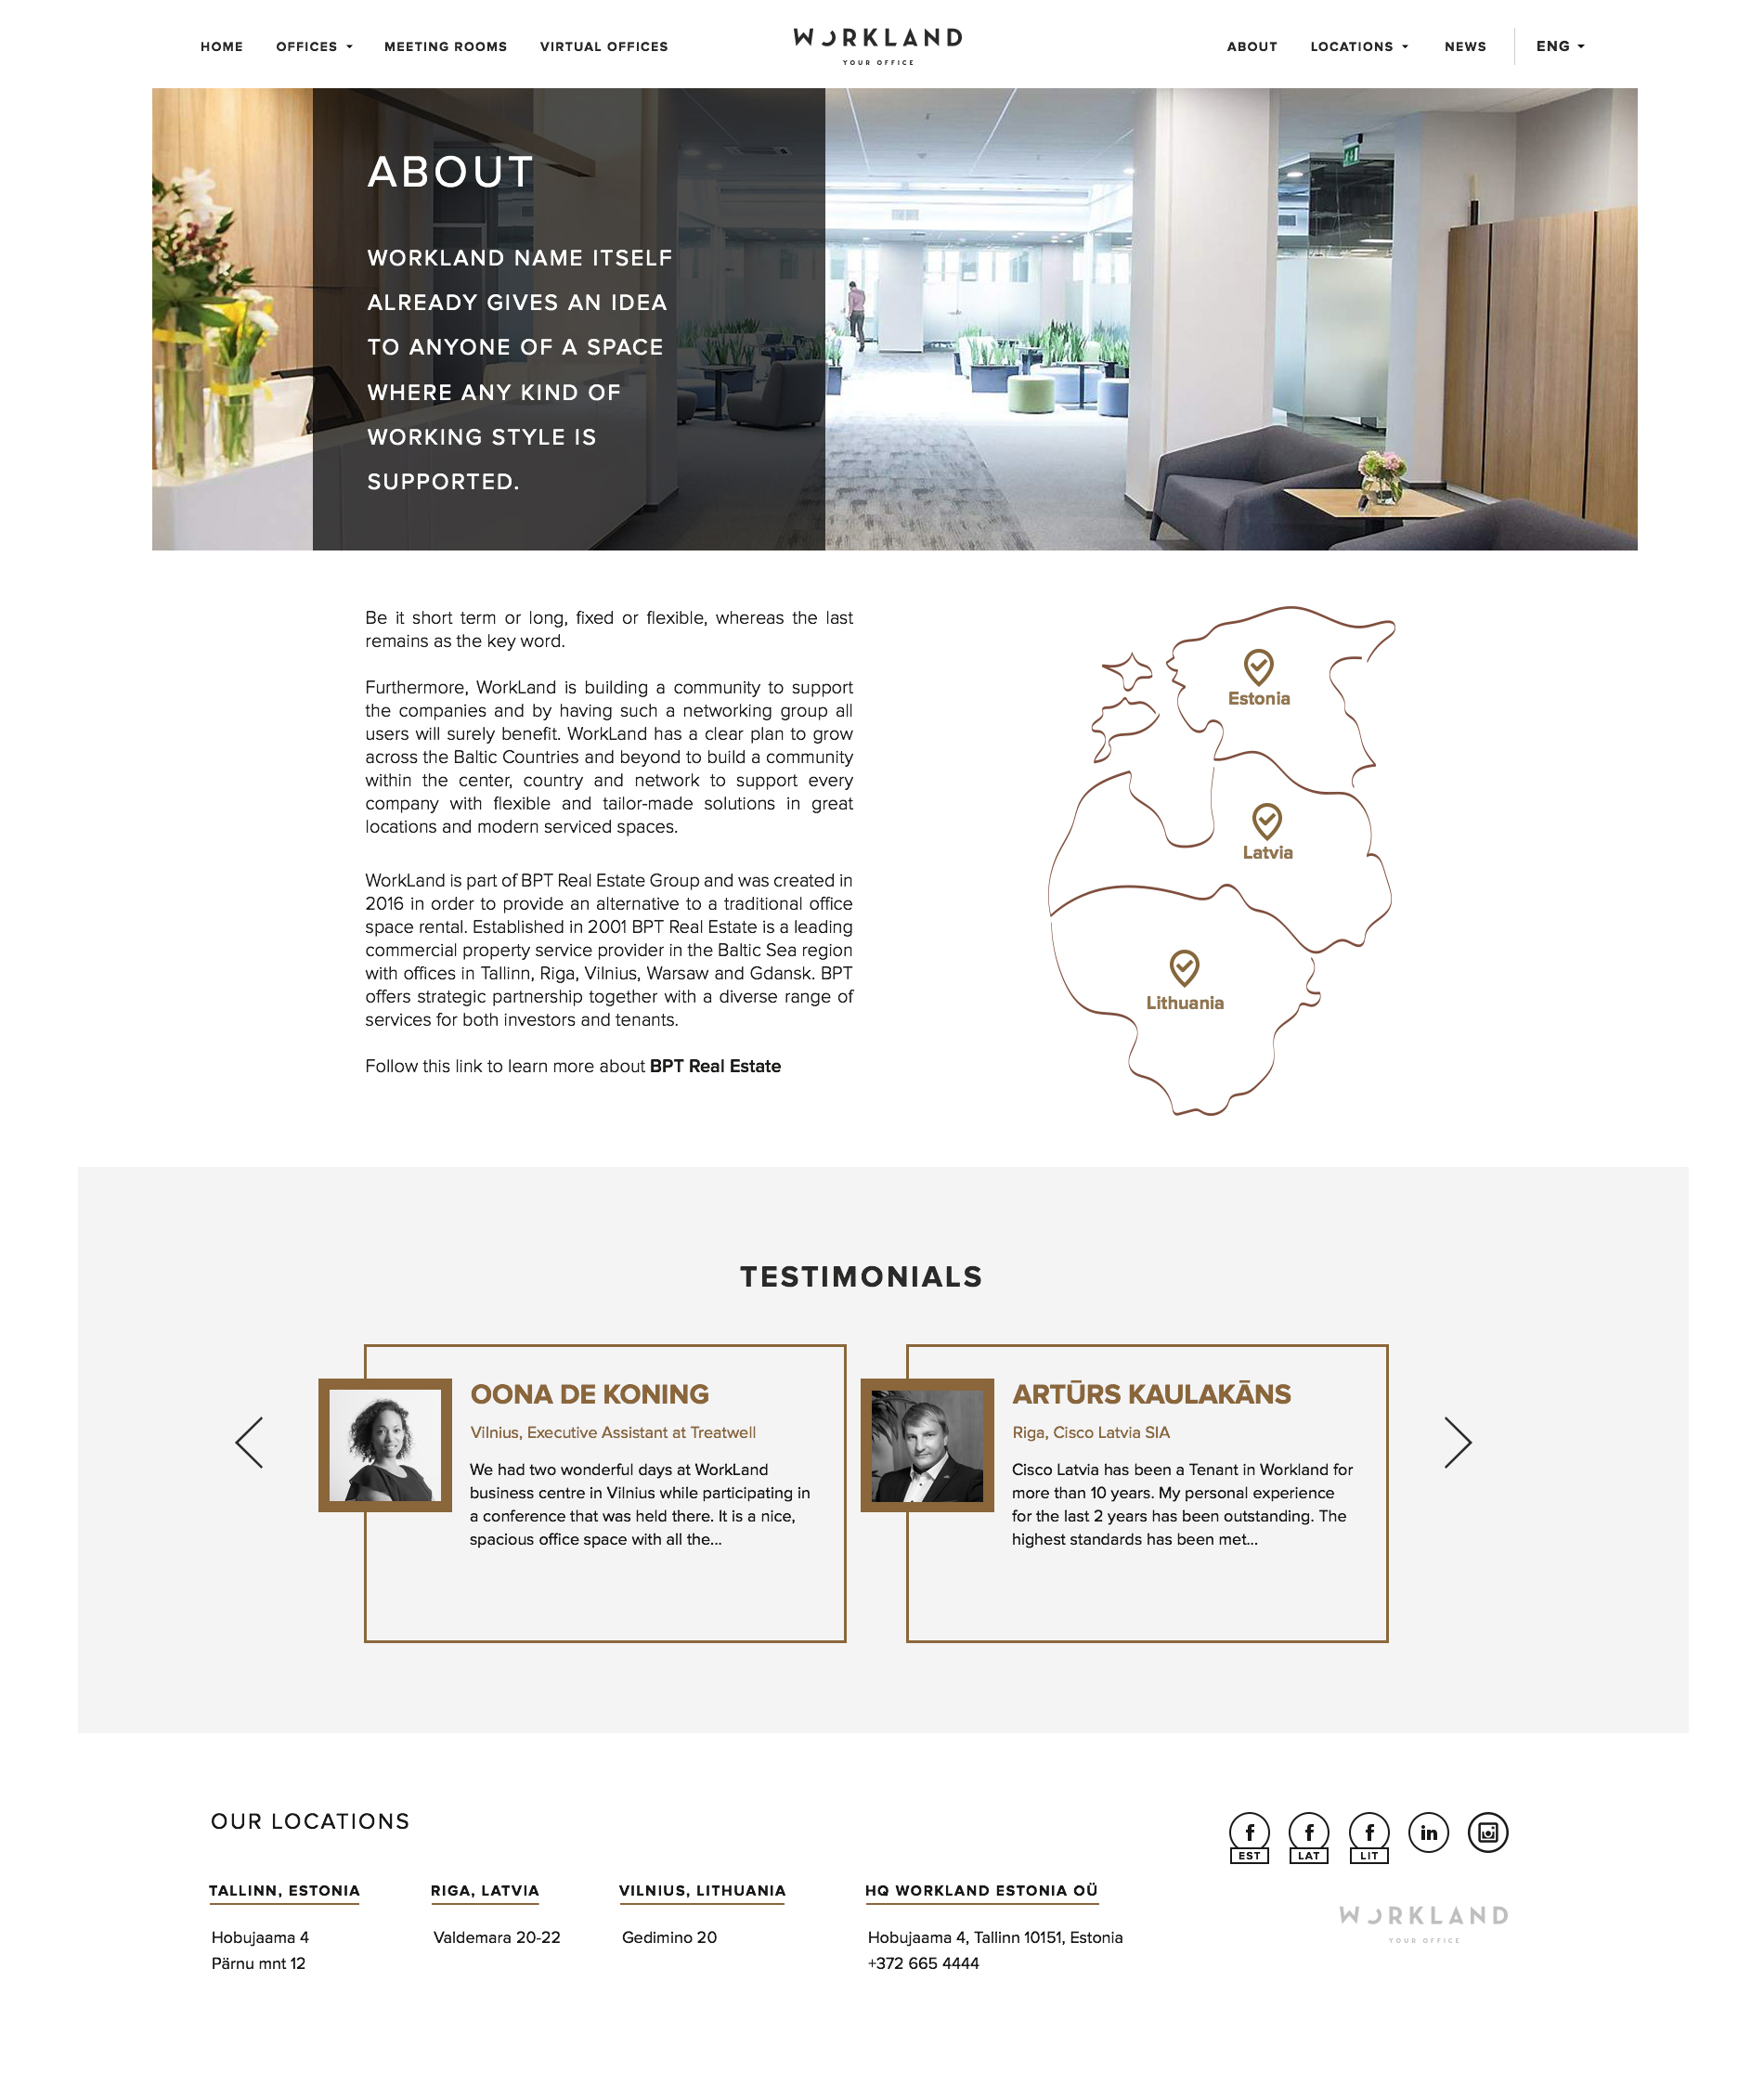 HOME OFFICES MEETING ROOMS VIRTUAL OFFICES
WORKLAND
YOUR OFFICE
ABOUT LOCATIONS NEWS ENG
ABOUT
WORKLAND NAME ITSELF
ALREADY GIVES AN IDEA
TO ANYONE OF A SPACE
WHERE ANY KIND OF
WORKING STYLE IS
SUPPORTED.
Be it short term or long, fixed or flexible, whereas the last
remains as the key word.
Furthermore, WorkLand is building a community to support
the companies and by having such a networking group all
users will surely benefit. WorkLand has a clear plan to grow
across the Baltic Countries and beyond to build a community
within the center, country and network to support every
company with flexible and tailor-made solutions in great
locations and modern serviced spaces.
WorkLand is part of BPT Real Estate Group and was created in
2016 in order to provide an alternative to a traditional office
space rental. Established in 2001 BPT Real Estate is a leading
commercial property service provider in the Baltic Sea region
with offices in Tallinn, Riga, Vilnius, Warsaw and Gdansk. BPT
offers strategic partnership together with a diverse range of
services for both investors and tenants.
Follow this link to learn more about BPT Real Estate
Estonia
Latvia
Lithuania
TESTIMONIALS
OONA DE KONING
Vilnius, Executive Assistant at Treatwell
We had two wonderful days at WorkLand
business centre in Vilnius while participating in
a conference that was held there. It is a nice,
spacious office space with all the...
ARTŪRS KAULAKĀNS
Riga, Cisco Latvia SIA
Cisco Latvia has been a Tenant in Workland for
more than 10 years. My personal experience
for the last 2 years has been outstanding. The
highest standards has been met...
OUR LOCATIONS
TALLINN, ESTONIA
Hobujaama 4
Pärnu mnt 12
RIGA, LATVIA
Valdemara 20-22
VILNIUS, LITHUANIA
Gedimino 20
HQ WORKLAND ESTONIA OÜ
Hobujaama 4, Tallinn 10151, Estonia
+372 665 4444
f f f in
EST LAT LIT
WORKLAND
YOUR OFFICE